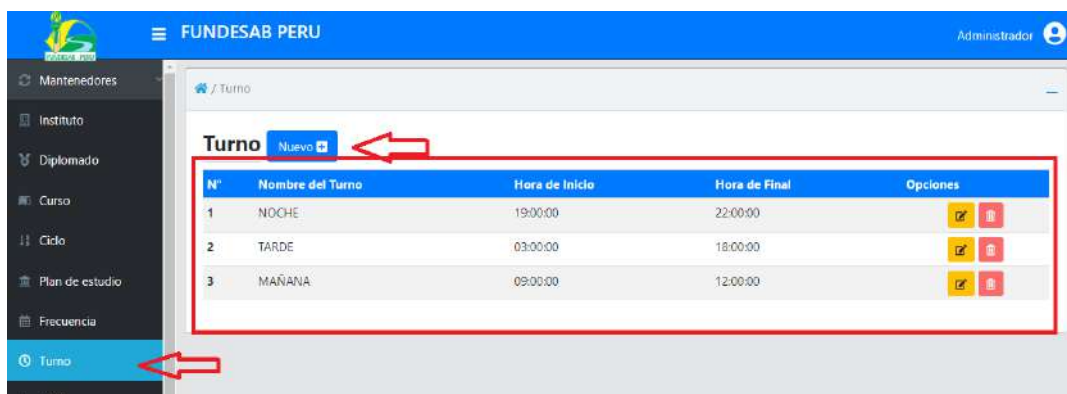 FUNDESAB PERU
FUNDESAB PERU
Administrador
Mantenedores
/ Turno
Instituto
Turno Nuevo
Diplomado
N° Nombre del Turno Hora de Inicio Hora de Final Opciones
Curso
1 NOCHE 19:00:00 22:00:00
Ciclo
2 TARDE 03:00:00 18:00:00
Plan de estudio
3 MAÑANA 09:00:00 12:00:00
Frecuencia
Turno